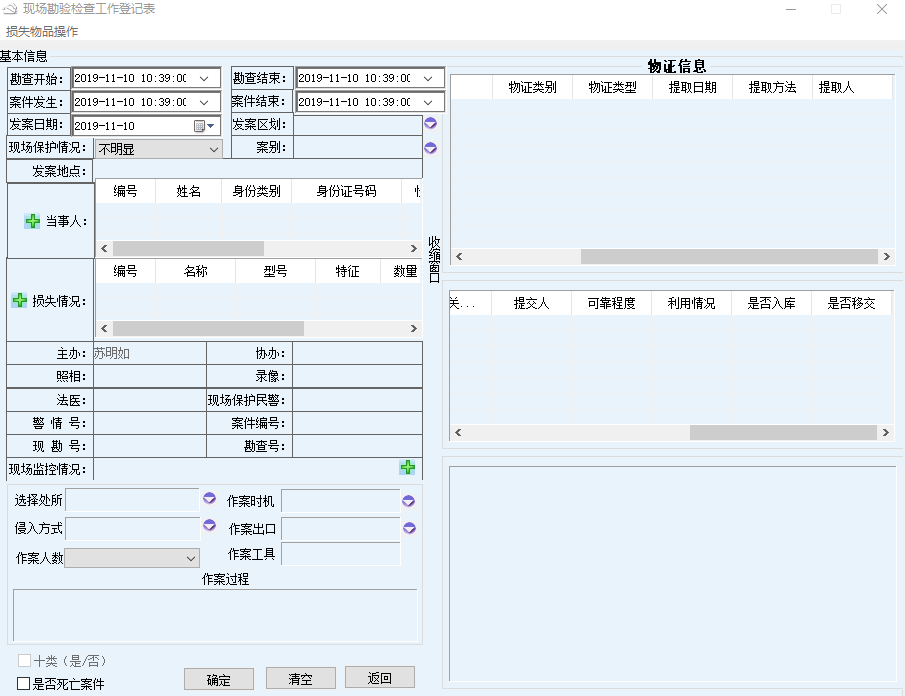 现场勘验检查工作登记表
损失物品操作
基本信息
勘查开始: 2019-11-10 10:39:00 勘查结束: 2019-11-10 10:39:00
案件发生: 2019-11-10 10:39:00 案件结束: 2019-11-10 10:39:00
发案日期: 2019-11-10 发案区划:
现场保护情况: 不明显 案别:
发案地点:
编号 姓名 身份类别 身份证号码
当事人:
编号 名称 型号 特征 数量
损失情况:
主办: 苏明如 协办:
照相: 录像:
法医: 现场保护民警:
警 情 号: 案件编号:
现 勘 号: 勘查号:
现场监控情况:
选择处所 作案时机
侵入方式 作案出口
作案人数 作案工具
作案过程
十类（是/否）
是否死亡案件
确定 清空 返回
收缩窗口
物证信息
物证类别 物证类型 提取日期 提取方法 提取人
关... 提交人 可靠程度 利用情况 是否入库 是否移交